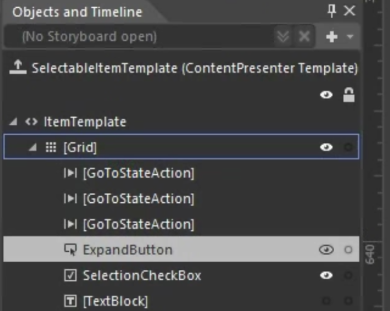 Objects and Timeline
(No Storyboard open)
SelectableItemTemplate (ContentPresenter Template)
ItemTemplate
[Grid]
[GoToStateAction]
[GoToStateAction]
[GoToStateAction]
ExpandButton
SelectionCheckBox
[TextBlock]
640